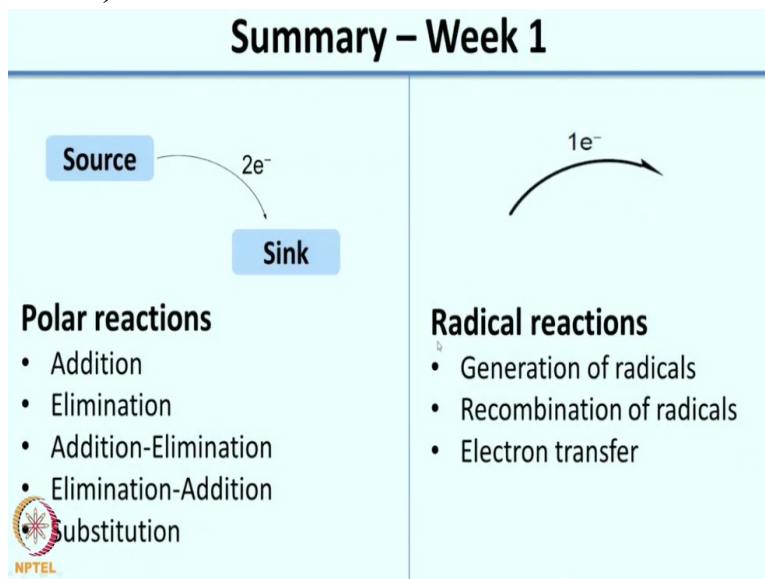 Summary – Week 1
Source
2e⁻
Sink
Polar reactions
• Addition
• Elimination
• Addition-Elimination
• Elimination-Addition
• Substitution
1e⁻
Radical reactions
• Generation of radicals
• Recombination of radicals
• Electron transfer
NPTEL